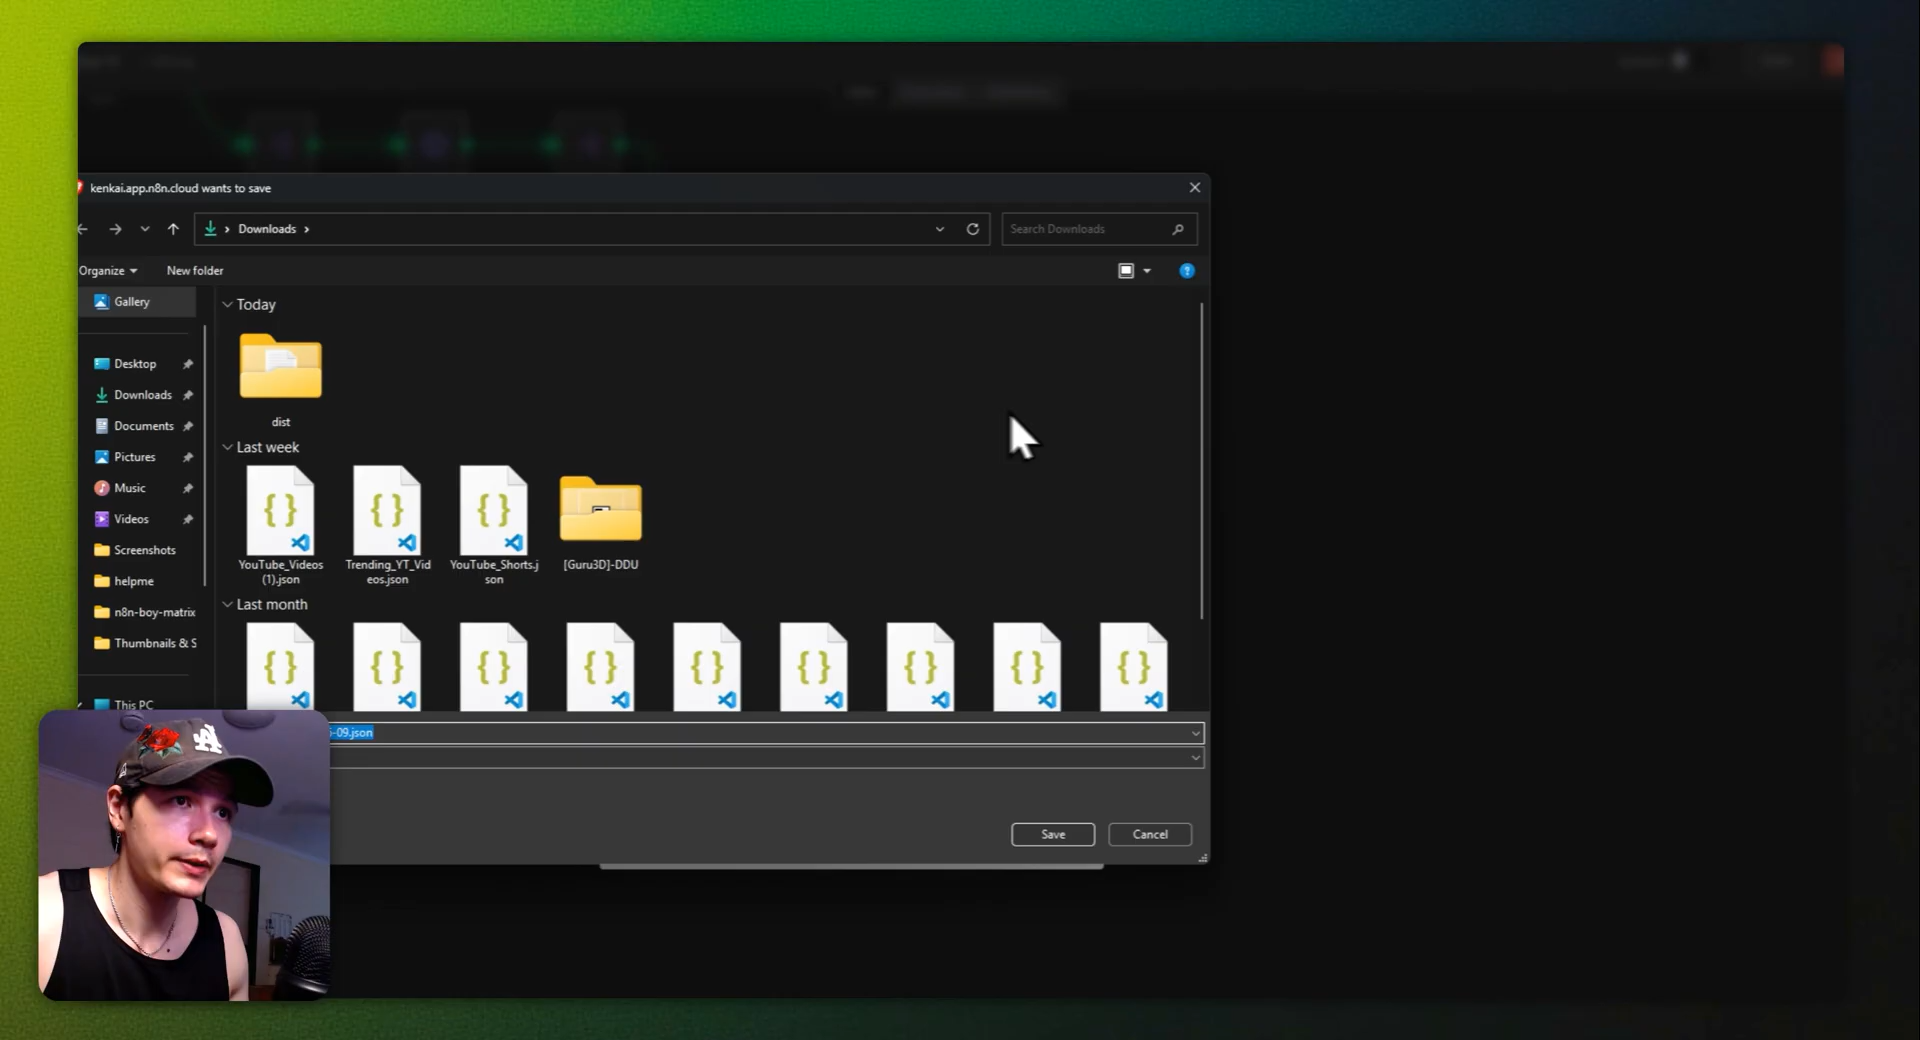 kenkai.app.n8n.cloud wants to save
Downloads
Search Downloads
Organize
New folder
Gallery
Desktop
Downloads
Documents
Pictures
Music
Videos
Screenshots
helpme
n8n-boy-matrix
Thumbnails & S
This PC
Today
dist
Last week
YouTube_Videos
(1).json
Trending_YT_Vid
eos.json
YouTube_Shorts.j
son
[Guru3D]-DDU
Last month
-09.json
Save
Cancel